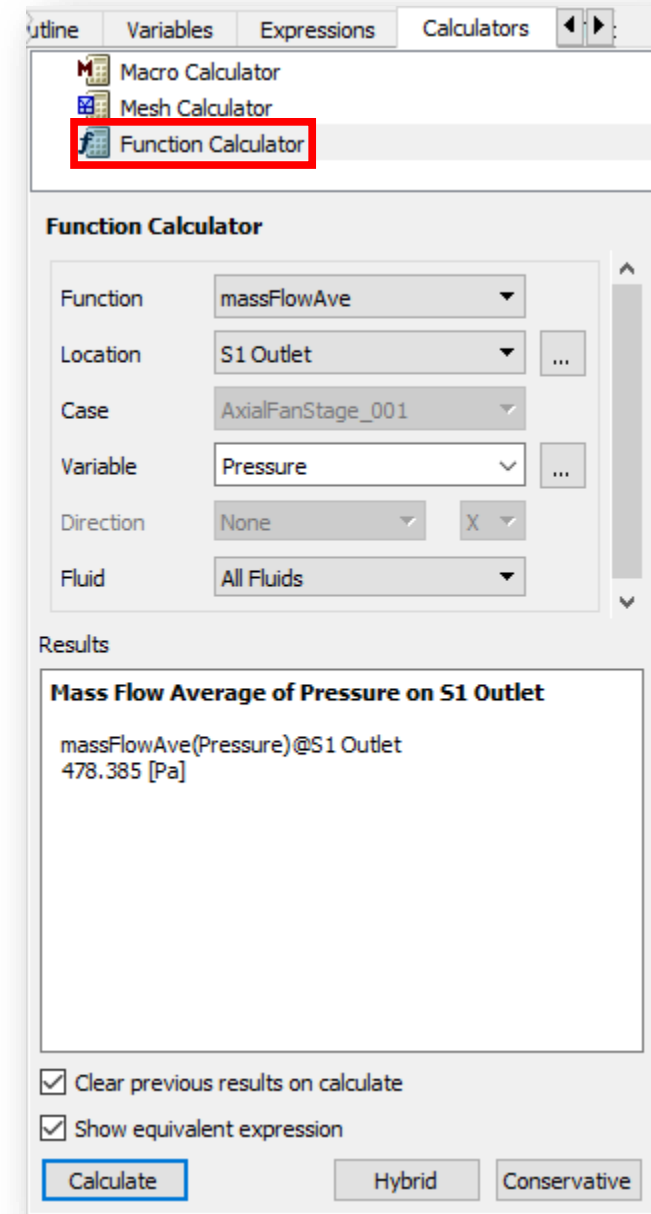 utline Variables Expressions Calculators
Macro Calculator
Mesh Calculator
Function Calculator
Function Calculator
Function massFlowAve
Location S1 Outlet ...
Case AxialFanStage_001
Variable Pressure ...
Direction None X
Fluid All Fluids
Results
Mass Flow Average of Pressure on S1 Outlet
massFlowAve(Pressure)@S1 Outlet
478.385 [Pa]
Clear previous results on calculate
Show equivalent expression
Calculate Hybrid Conservative